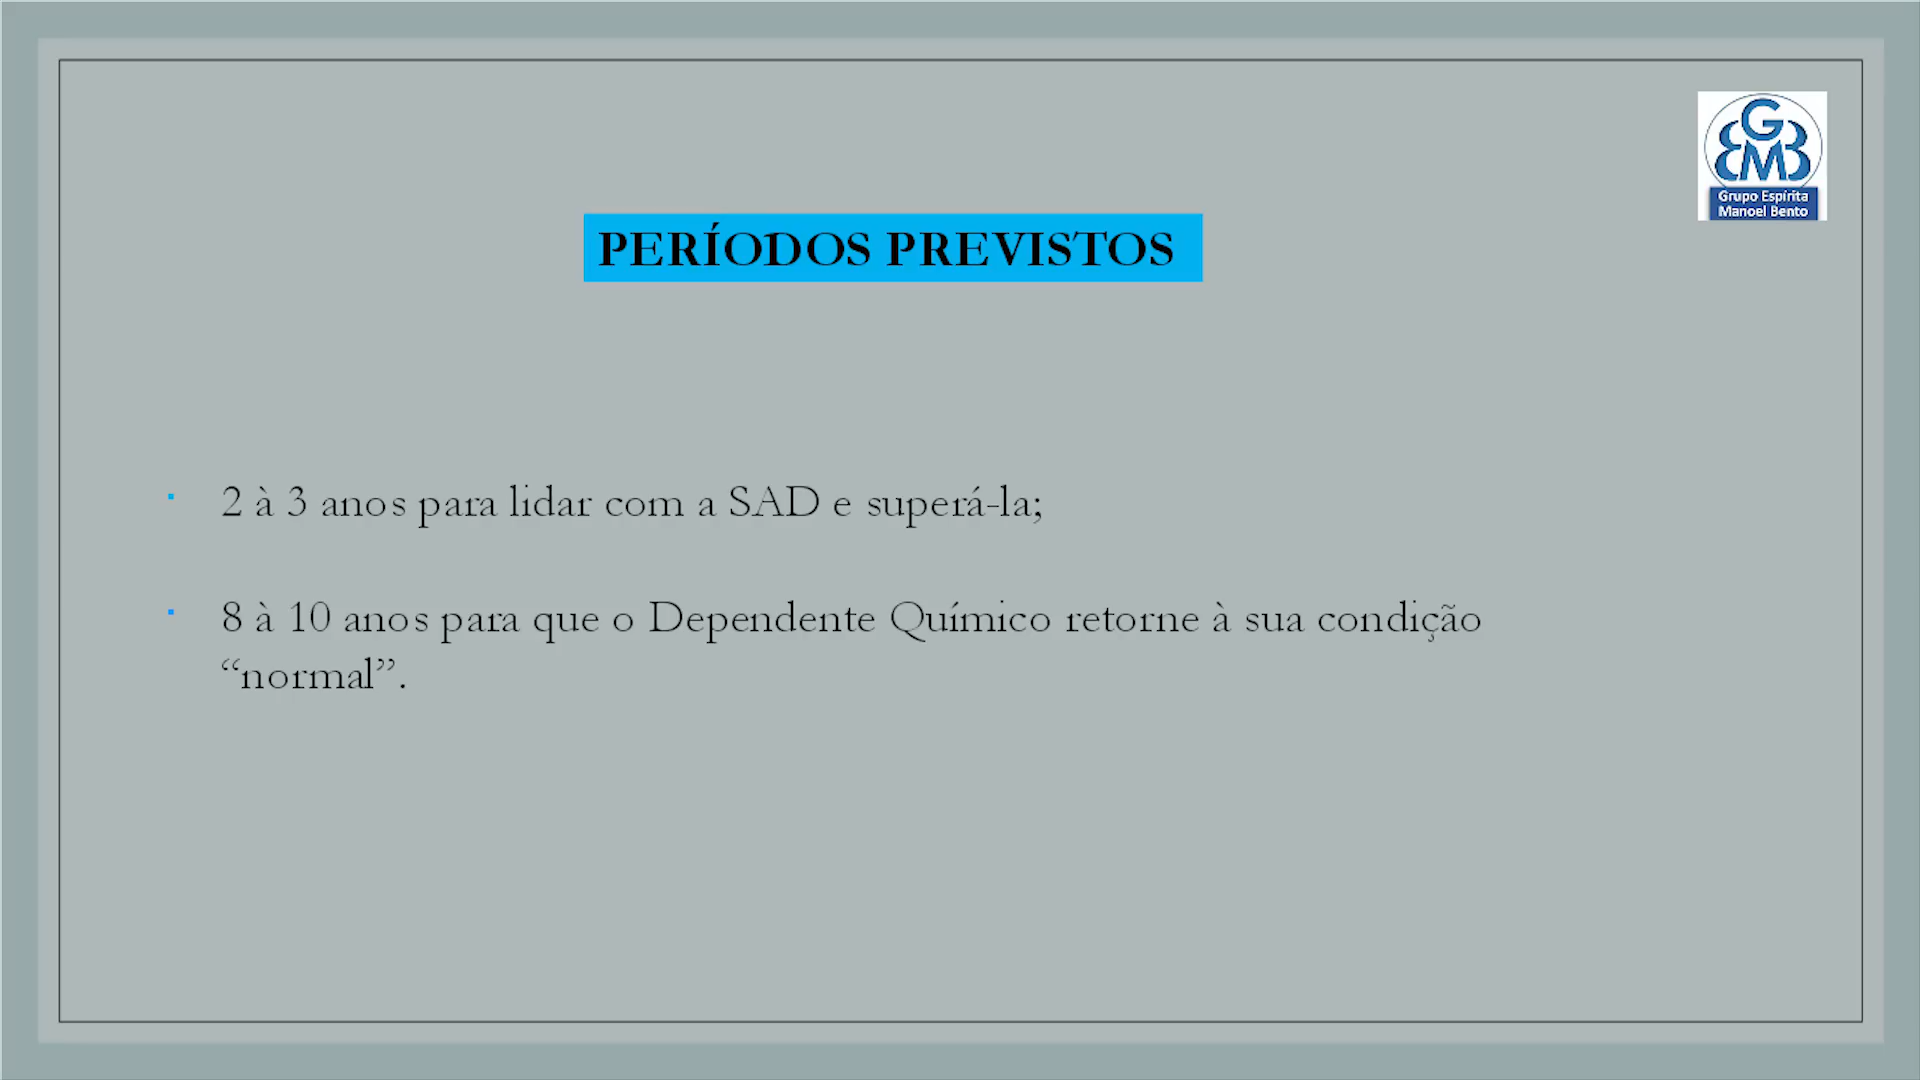 GEMB
Grupo Espírita
Manoel Bento
PERÍODOS PREVISTOS
2 à 3 anos para lidar com a SAD e superá-la;
8 à 10 anos para que o Dependente Químico retorne à sua condição
“normal”.